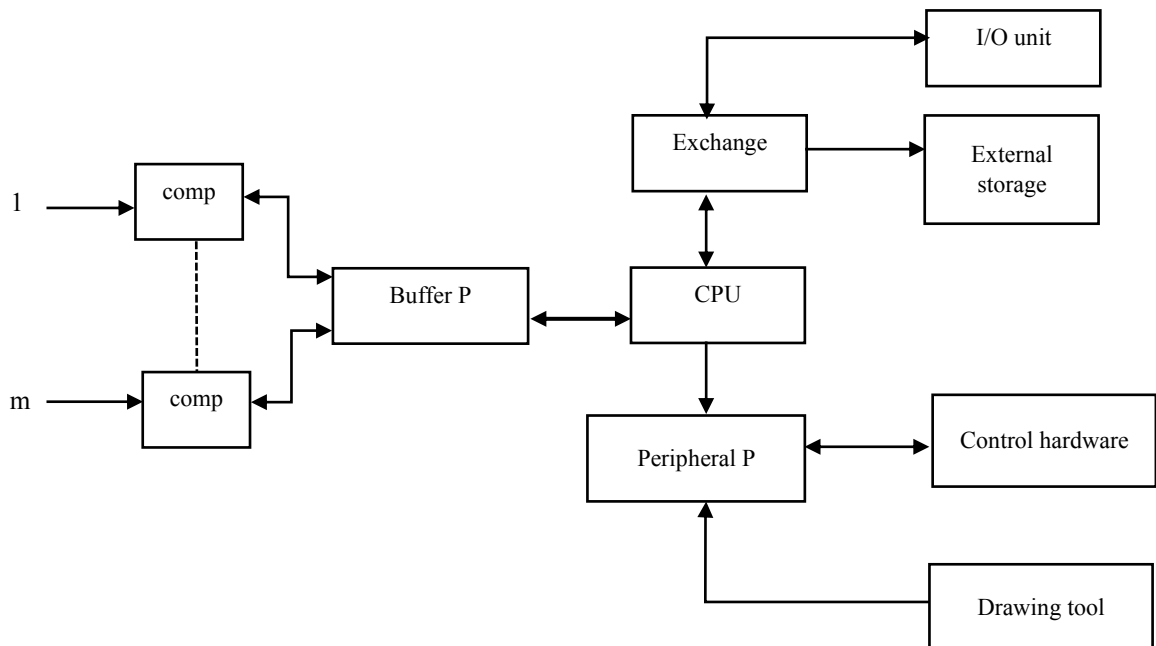 I/O unit
Exchange
External
storage
1
comp
Buffer P
CPU
m
comp
Peripheral P
Control hardware
Drawing tool